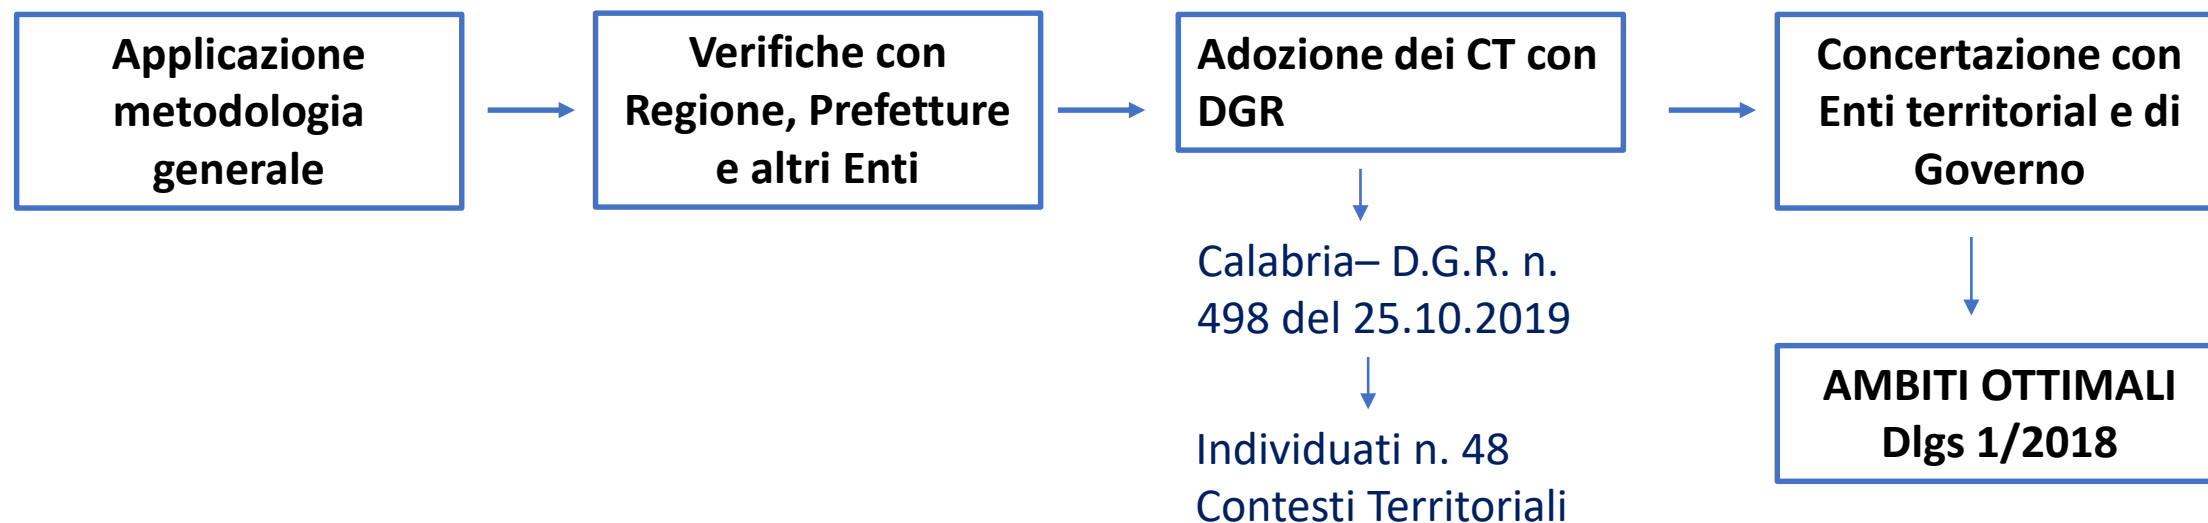 Applicazione
metodologia
generale
Verifiche con
Regione, Prefetture
e altri Enti
Adozione dei CT con
DGR
Calabria– D.G.R. n.
498 del 25.10.2019
Individuati n. 48
Contesti Territoriali
Concertazione con
Enti territorial e di
Governo
AMBITI OTTIMALI
Dlgs 1/2018